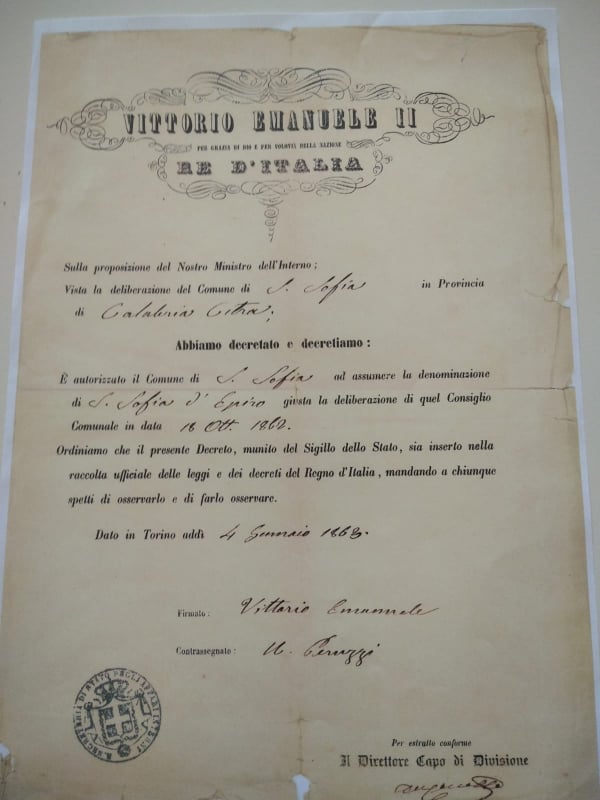 VITTORIO EMANUELE II
PER GRAZIA DI DIO E PER VOLONTÀ DELLA NAZIONE
RE D'ITALIA
Sulla proposizione del Nostro Ministro dell'Interno;
Vista la deliberazione del Comune di S. Sofia in Provincia
di Calabria Citra;
Abbiamo decretato e decretiamo:
È autorizzato il Comune di S. Sofia ad assumere la denominazione
di S. Sofia d'Epiro giusta la deliberazione di quel Consiglio
Comunale in data 18 Ott. 1862.
Ordiniamo che il presente Decreto, munito del Sigillo dello Stato, sia inserto nella
raccolta ufficiale delle leggi e dei decreti del Regno d'Italia, mandando a chiunque
spetti di osservarlo e di farlo osservare.
Dato in Torino addì 4 Gennaio 1863.
Firmato: Vittorio Emanuele
Contrassegnato: U. Peruzzi
Per estratto conforme
Il Direttore Capo di Divisione